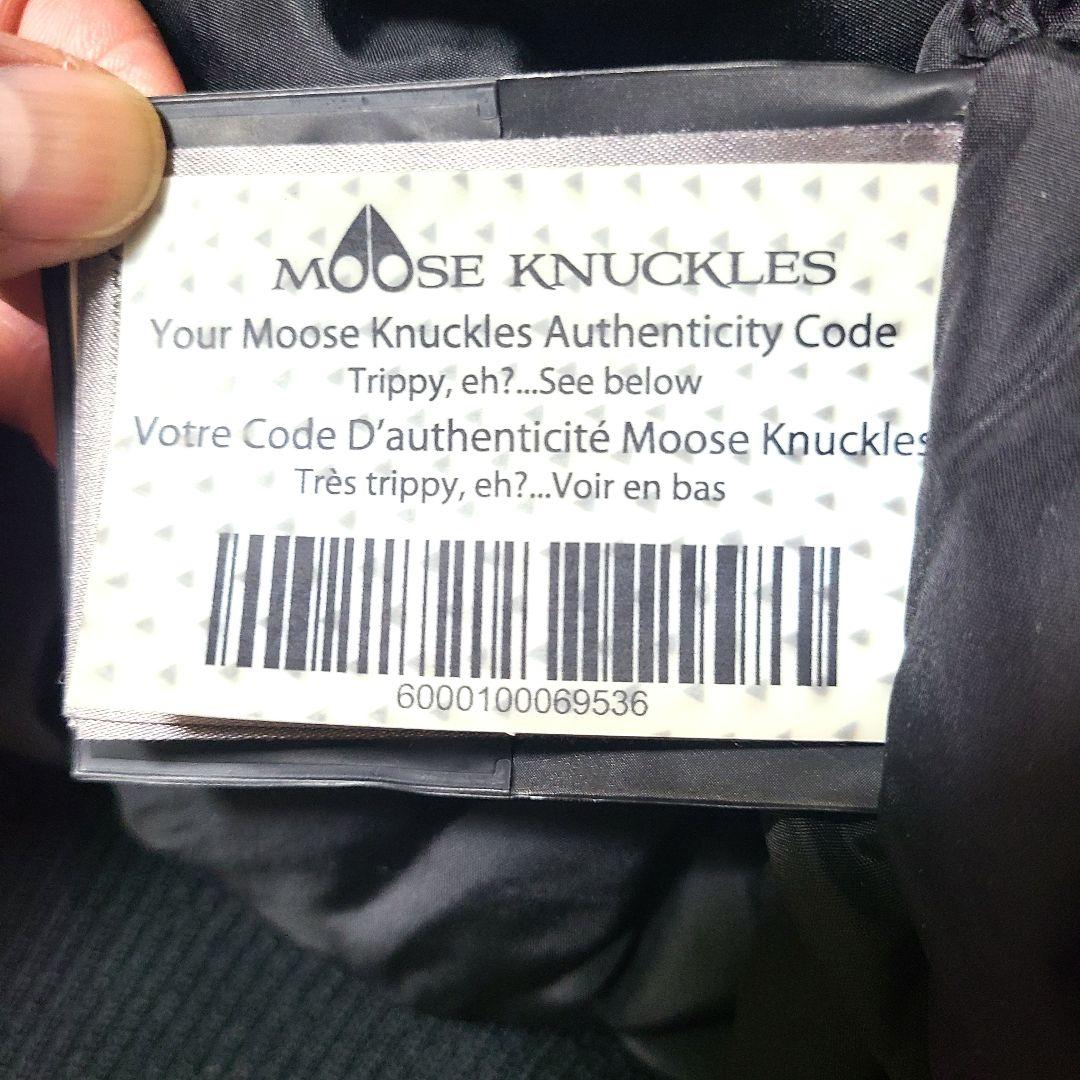 MOOSE KNUCKLES
Your Moose Knuckles Authenticity Code
Trippy, eh?...See below
Votre Code D'authenticité Moose Knuckles
Très trippy, eh?...Voir en bas
6000100069536